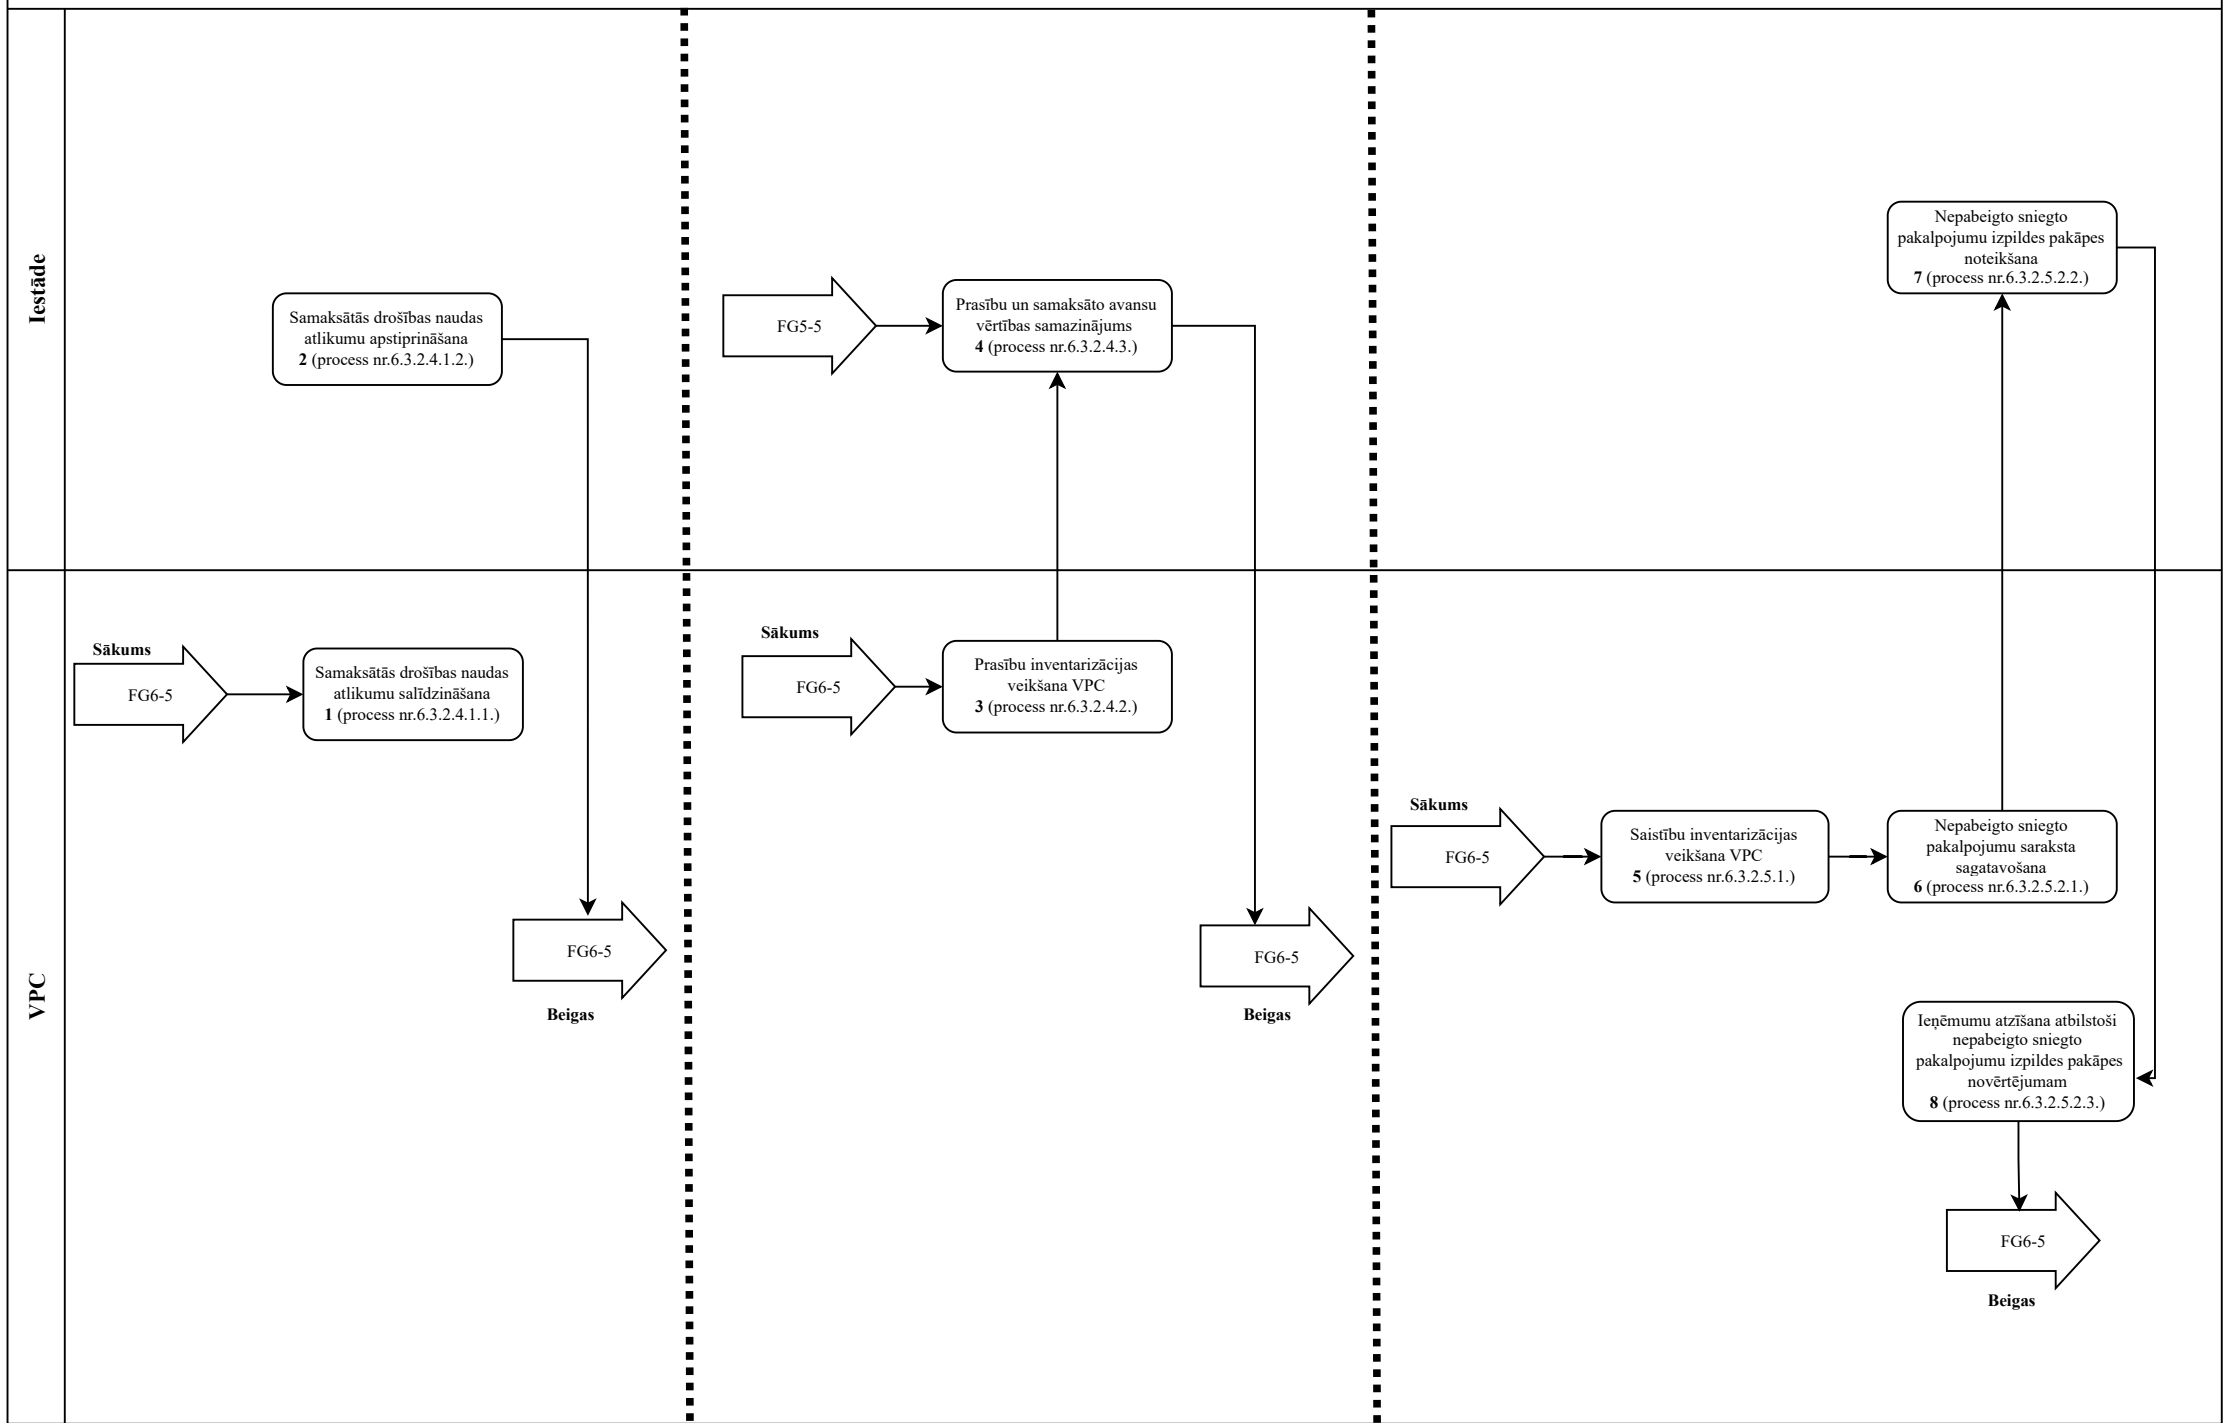 Iestāde
Samaksātās drošības naudas
atlikumu apstiprināšana
2 (process nr.6.3.2.4.1.2.)
FG5-5
Prasību un samaksāto avansu
vērtības samazinājums
4 (process nr.6.3.2.4.3.)
Nepabeigto sniegto
pakalpojumu izpildes pakāpes
noteikšana
7 (process nr.6.3.2.5.2.2.)
VPC
Sākums
FG6-5
Samaksātās drošības naudas
atlikumu salīdzināšana
1 (process nr.6.3.2.4.1.1.)
FG6-5
Beigas
Sākums
FG6-5
Prasību inventarizācijas
veikšana VPC
3 (process nr.6.3.2.4.2.)
FG6-5
Beigas
Sākums
FG6-5
Saistību inventarizācijas
veikšana VPC
5 (process nr.6.3.2.5.1.)
Nepabeigto sniegto
pakalpojumu saraksta
sagatavošana
6 (process nr.6.3.2.5.2.1.)
Ieņēmumu atzīšana atbilstoši
nepabeigto sniegto
pakalpojumu izpildes pakāpes
novērtējumam
8 (process nr.6.3.2.5.2.3.)
FG6-5
Beigas